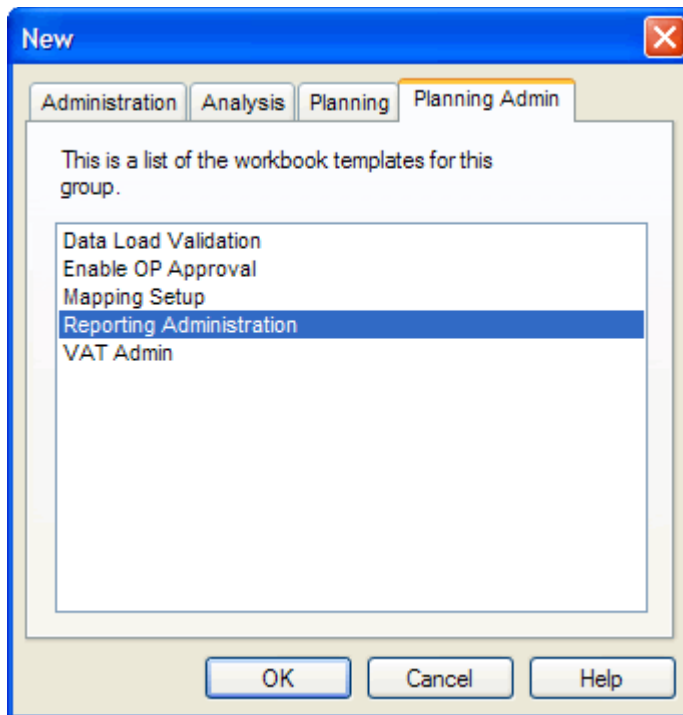 New
Administration
Analysis
Planning
Planning Admin
This is a list of the workbook templates for this
group.
Data Load Validation
Enable OP Approval
Mapping Setup
Reporting Administration
VAT Admin
OK
Cancel
Help